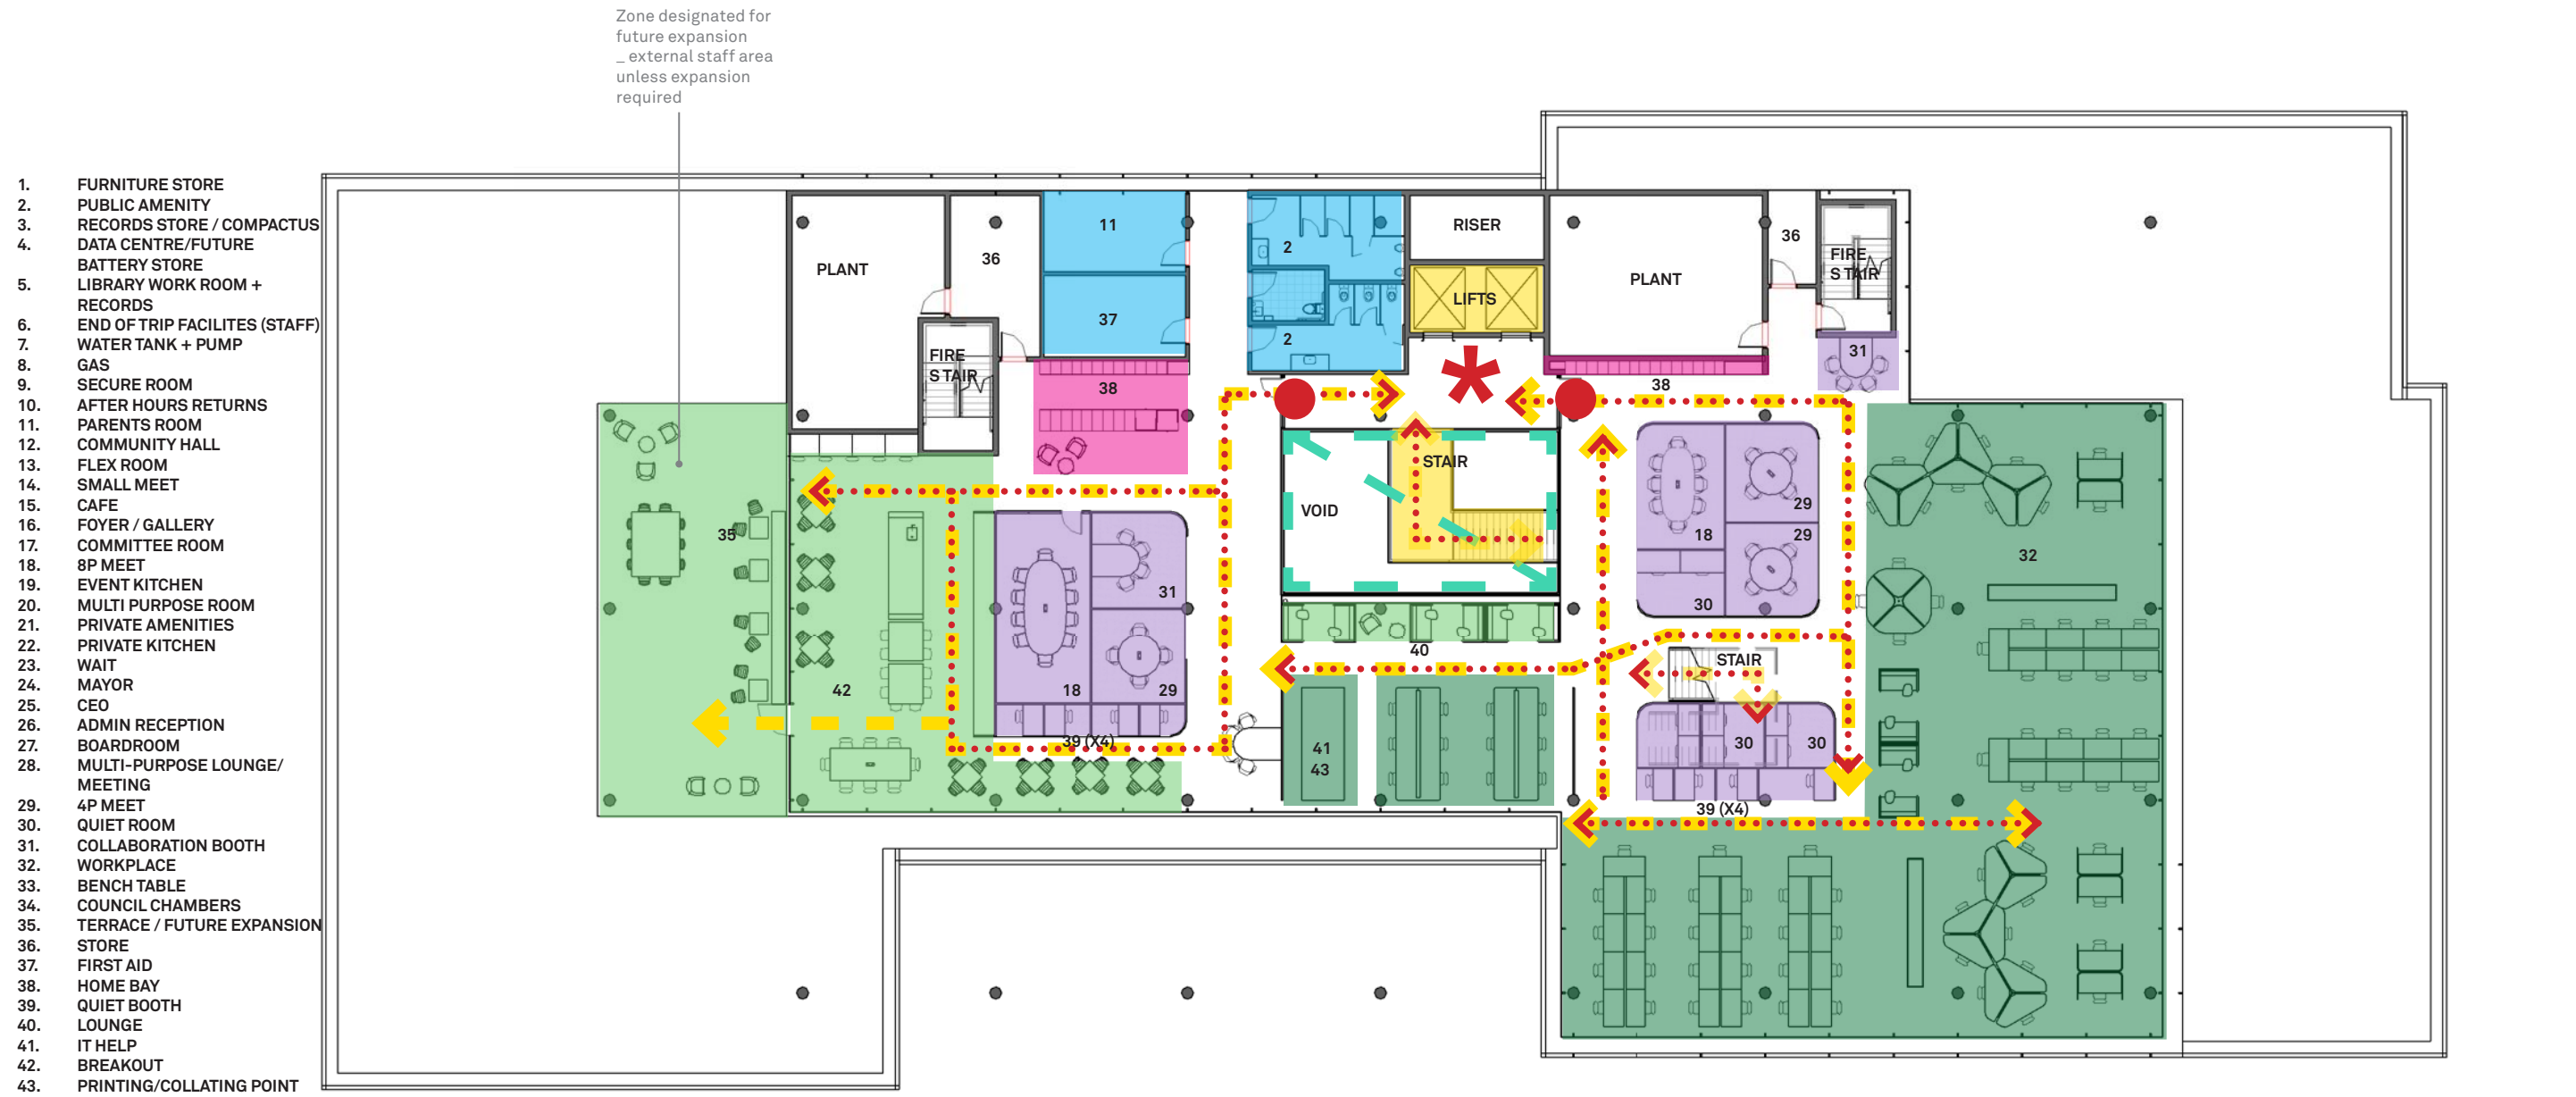 Zone designated for
future expansion
_ external staff area
unless expansion
required
1. FURNITURE STORE
2. PUBLIC AMENITY
3. RECORDS STORE / COMPACTUS
4. DATA CENTRE/FUTURE
BATTERY STORE
5. LIBRARY WORK ROOM +
RECORDS
6. END OF TRIP FACILITES (STAFF)
7. WATER TANK + PUMP
8. GAS
9. SECURE ROOM
10. AFTER HOURS RETURNS
11. PARENTS ROOM
12. COMMUNITY HALL
13. FLEX ROOM
14. SMALL MEET
15. CAFE
16. FOYER / GALLERY
17. COMMITTEE ROOM
18. 8P MEET
19. EVENT KITCHEN
20. MULTI PURPOSE ROOM
21. PRIVATE AMENITIES
22. PRIVATE KITCHEN
23. WAIT
24. MAYOR
25. CEO
26. ADMIN RECEPTION
27. BOARDROOM
28. MULTI-PURPOSE LOUNGE/
MEETING
29. 4P MEET
30. QUIET ROOM
31. COLLABORATION BOOTH
32. WORKPLACE
33. BENCH TABLE
34. COUNCIL CHAMBERS
35. TERRACE / FUTURE EXPANSION
36. STORE
37. FIRST AID
38. HOME BAY
39. QUIET BOOTH
40. LOUNGE
41. IT HELP
42. BREAKOUT
43. PRINTING/COLLATING POINT
PLANT
36
11
37
FIRE
STAIR
38
2
2
RISER
LIFTS
PLANT
36
FIRE
STAIR
31
38
STAIR
VOID
35
42
18
31
29
39 (X4)
40
41
43
18
29
29
30
STAIR
30
30
39 (X4)
32